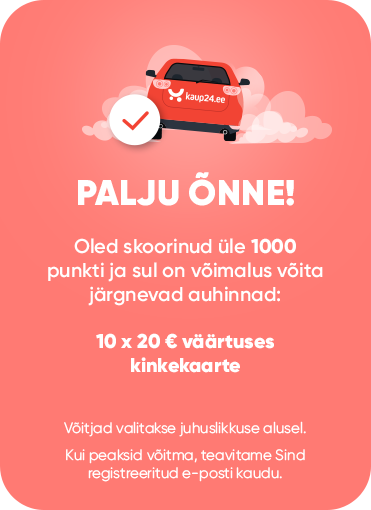 kaup24.ee
PALJU ÕNNE!
Oled skoorinud üle 1000
punkti ja sul on võimalus võita
järgnevad auhinnad:
10 x 20 € väärtuses
kinkekaarte
Võitjad valitakse juhuslikkuse alusel.
Kui peaksid võitma, teavitame Sind
registreeritud e-posti kaudu.